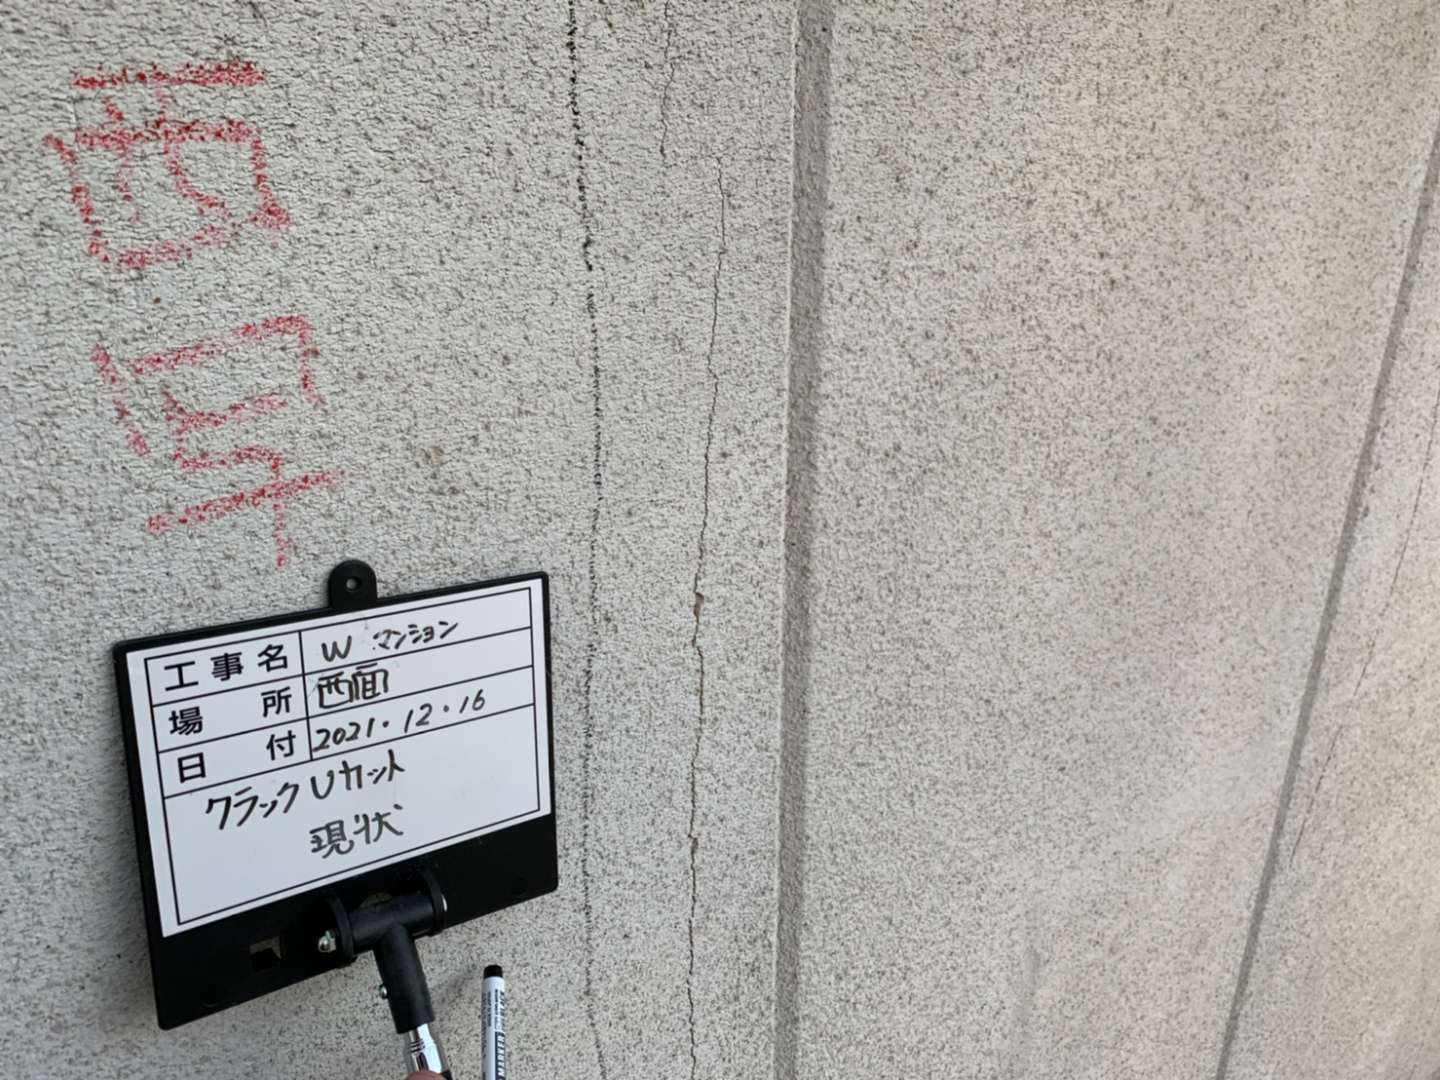 西
工事名 W マンション
場所 西面
日付 2021・12・16
クラックUカット
現状
MARKER